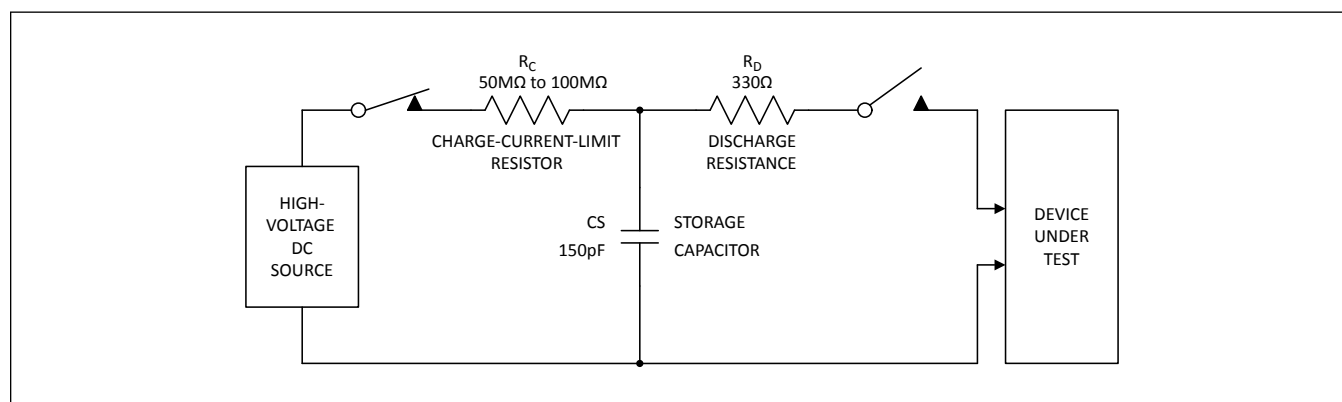 R_C
50MΩ to 100MΩ
CHARGE-CURRENT-LIMIT
RESISTOR
R_D
330Ω
DISCHARGE
RESISTANCE
HIGH-
VOLTAGE
DC
SOURCE
CS
150pF
STORAGE
CAPACITOR
DEVICE
UNDER
TEST